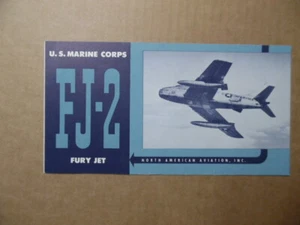 U. S. MARINE CORPS
FJ-2
FURY JET
NORTH AMERICAN AVIATION, INC.